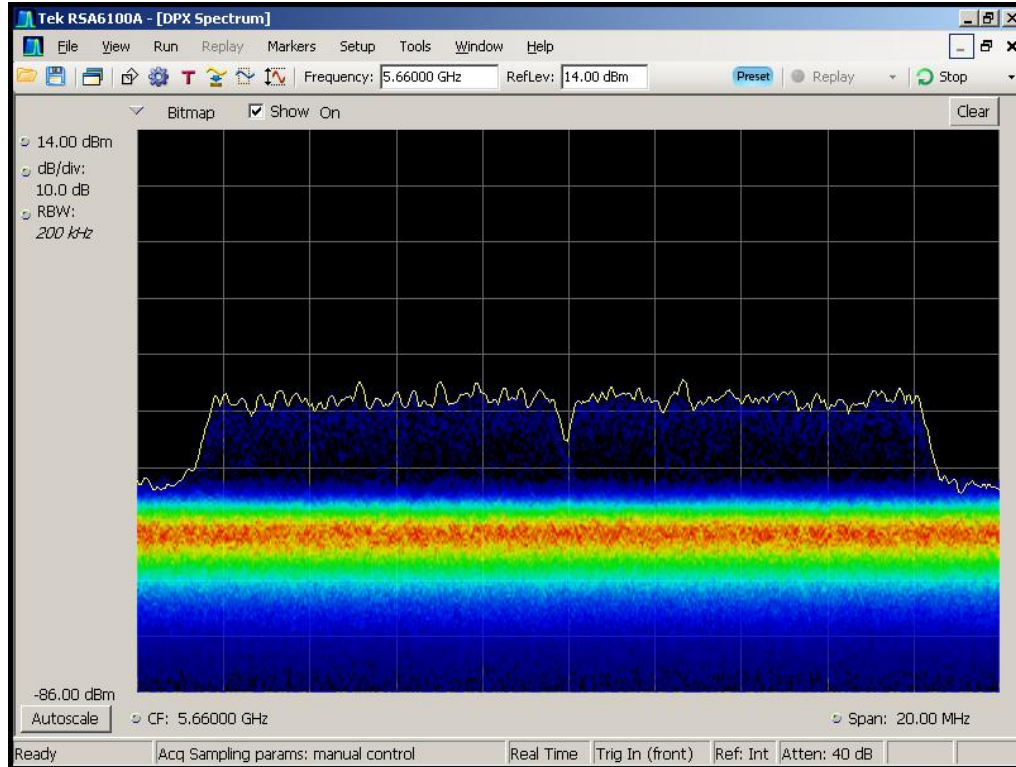 Tek RSA6100A - [DPX Spectrum]
File View Run Replay Markers Setup Tools Window Help
T Frequency: 5.66000 GHz RefLev: 14.00 dBm Preset Replay Stop
Bitmap Show On Clear
14.00 dBm
dB/div:
10.0 dB
RBW:
200 kHz
-86.00 dBm
Autoscale CF: 5.66000 GHz Span: 20.00 MHz
Ready Acq Sampling params: manual control Real Time Trig In (front) Ref: Int Atten: 40 dB